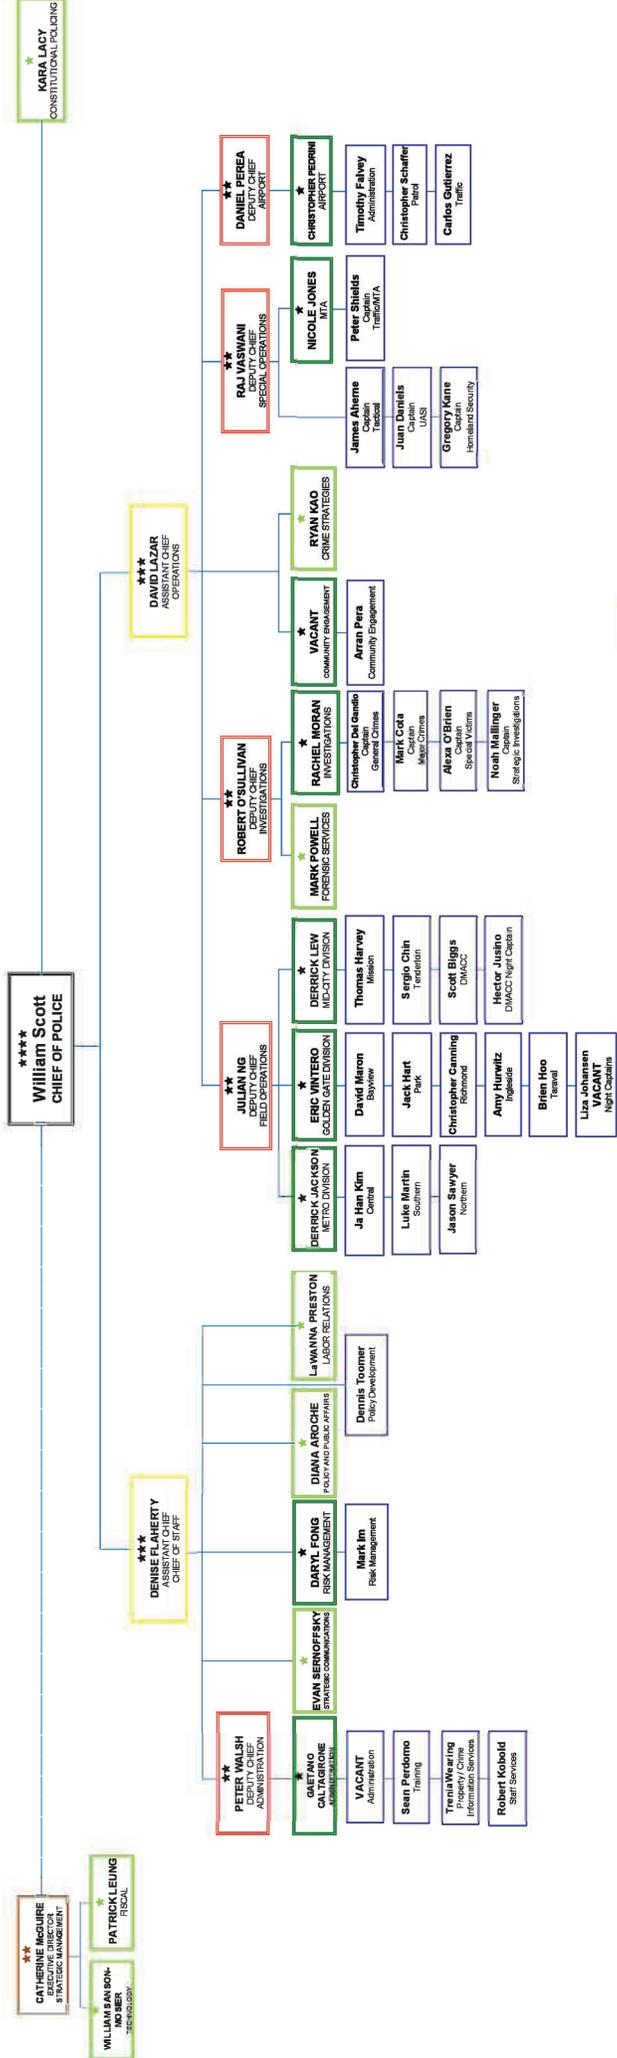 CATHERINE McGUIRE
EXECUTIVE DIRECTOR
STRATEGIC MANAGEMENT
WILLIAM SANSON-
MOSIER
TECHNOLOGY
PATRICK LEUNG
FISCAL
★★★★
William Scott
CHIEF OF POLICE
KARA LACY
CONSTITUTIONAL POLICING
DENISE FLAHERTY
ASSISTANT CHIEF
CHIEF OF STAFF
DAVID LAZAR
ASSISTANT CHIEF
OPERATIONS
PETER WALSH
DEPUTY CHIEF
ADMINISTRATION
GAETANO
CALTAGIRONE
ADMINISTRATION
VACANT
Administration
Sean Perdomo
Training
Trenia Wearing
Property / Crime
Information Services
Robert Kobold
Staff Services
EVAN SERNOFFSKY
STRATEGIC COMMUNICATIONS
DARYL FONG
RISK MANAGEMENT
Mark Im
Risk Management
DIANA AROCHE
POLICY AND PUBLIC AFFAIRS
Dennis Toomer
Policy Development
LaWANNA PRESTON
LABOR RELATIONS
JULIAN NG
DEPUTY CHIEF
FIELD OPERATIONS
DERRICK JACKSON
METRO DIVISION
Ja Han Kim
Central
Luke Martin
Southern
Jason Sawyer
Northern
ERIC VINTERO
GOLDEN GATE DIVISION
David Maron
Bayview
Jack Hart
Park
Christopher Canning
Richmond
Amy Hurwitz
Ingleside
Brien Hoo
Taraval
Liza Johansen
VACANT
Night Captains
DERRICK LEW
MID-CITY DIVISION
Thomas Harvey
Mission
Sergio Chin
Tenderloin
Scott Biggs
DMACC
Hector Jusino
DMACC Night Captain
ROBERT O'SULLIVAN
DEPUTY CHIEF
INVESTIGATIONS
MARK POWELL
FORENSIC SERVICES
RACHEL MORAN
INVESTIGATIONS
Christopher Del Gandio
Captain
General Crimes
Mark Cota
Captain
Major Crimes
Alexa O'Brien
Captain
Special Victims
Noah Mallinger
Captain
Strategic Investigations
VACANT
COMMUNITY ENGAGEMENT
Arran Pera
Community Engagement
RYAN KAO
CRIME STRATEGIES
RAJ VASWANI
DEPUTY CHIEF
SPECIAL OPERATIONS
James Aherne
Captain
Tactical
Juan Daniels
Captain
UASI
Gregory Kane
Captain
Homeland Security
NICOLE JONES
MTA
Peter Shields
Captain
Traffic/MTA
DANIEL PEREA
DEPUTY CHIEF
AIRPORT
CHRISTOPHER PEDRINI
AIRPORT
Timothy Falvey
Administration
Christopher Schaffer
Patrol
Carlos Gutierrez
Traffic